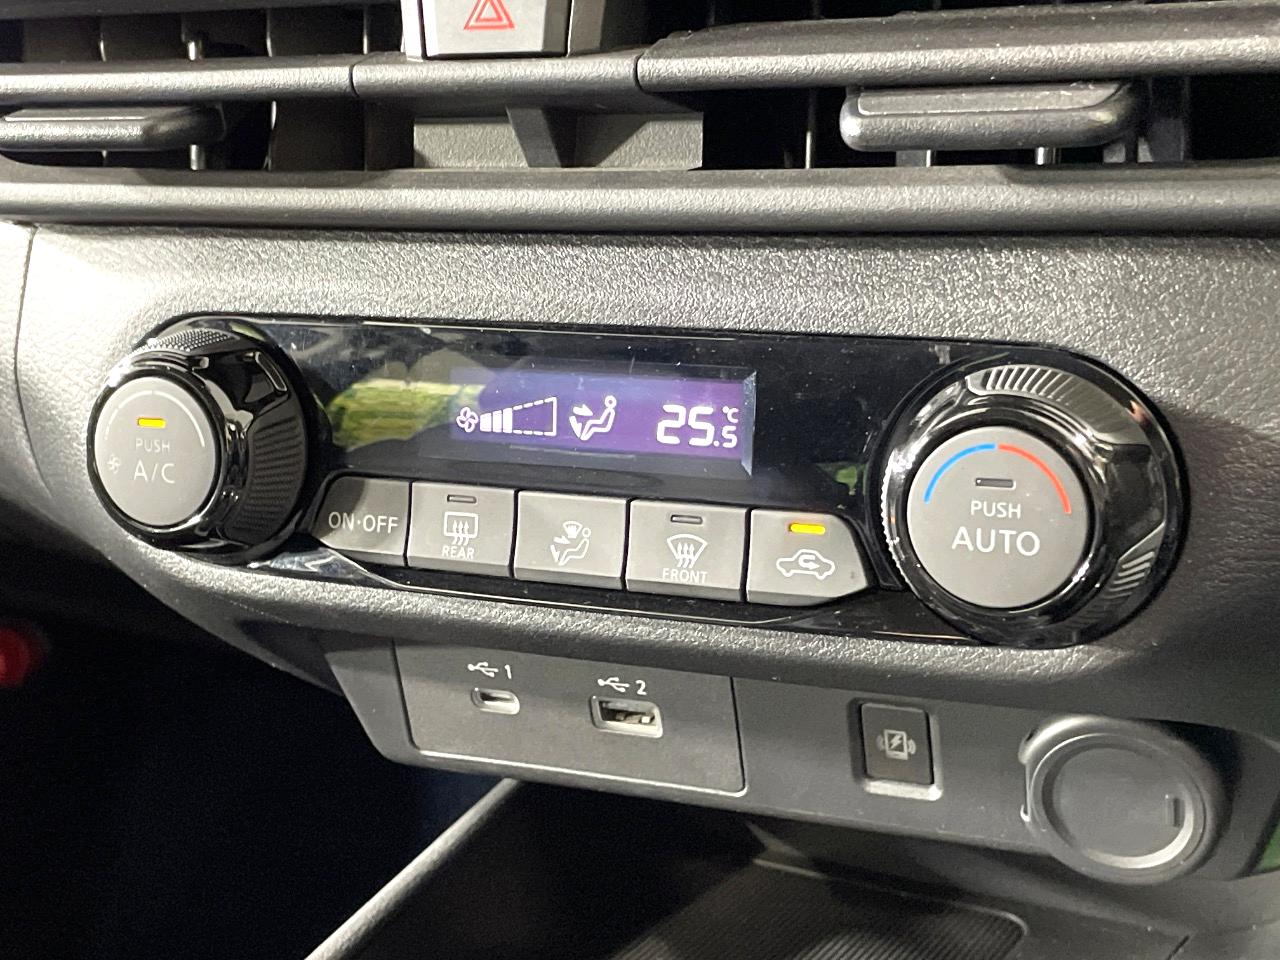 25.5 °C
PUSH
A/C
ON·OFF
REAR
FRONT
PUSH
AUTO
1
2